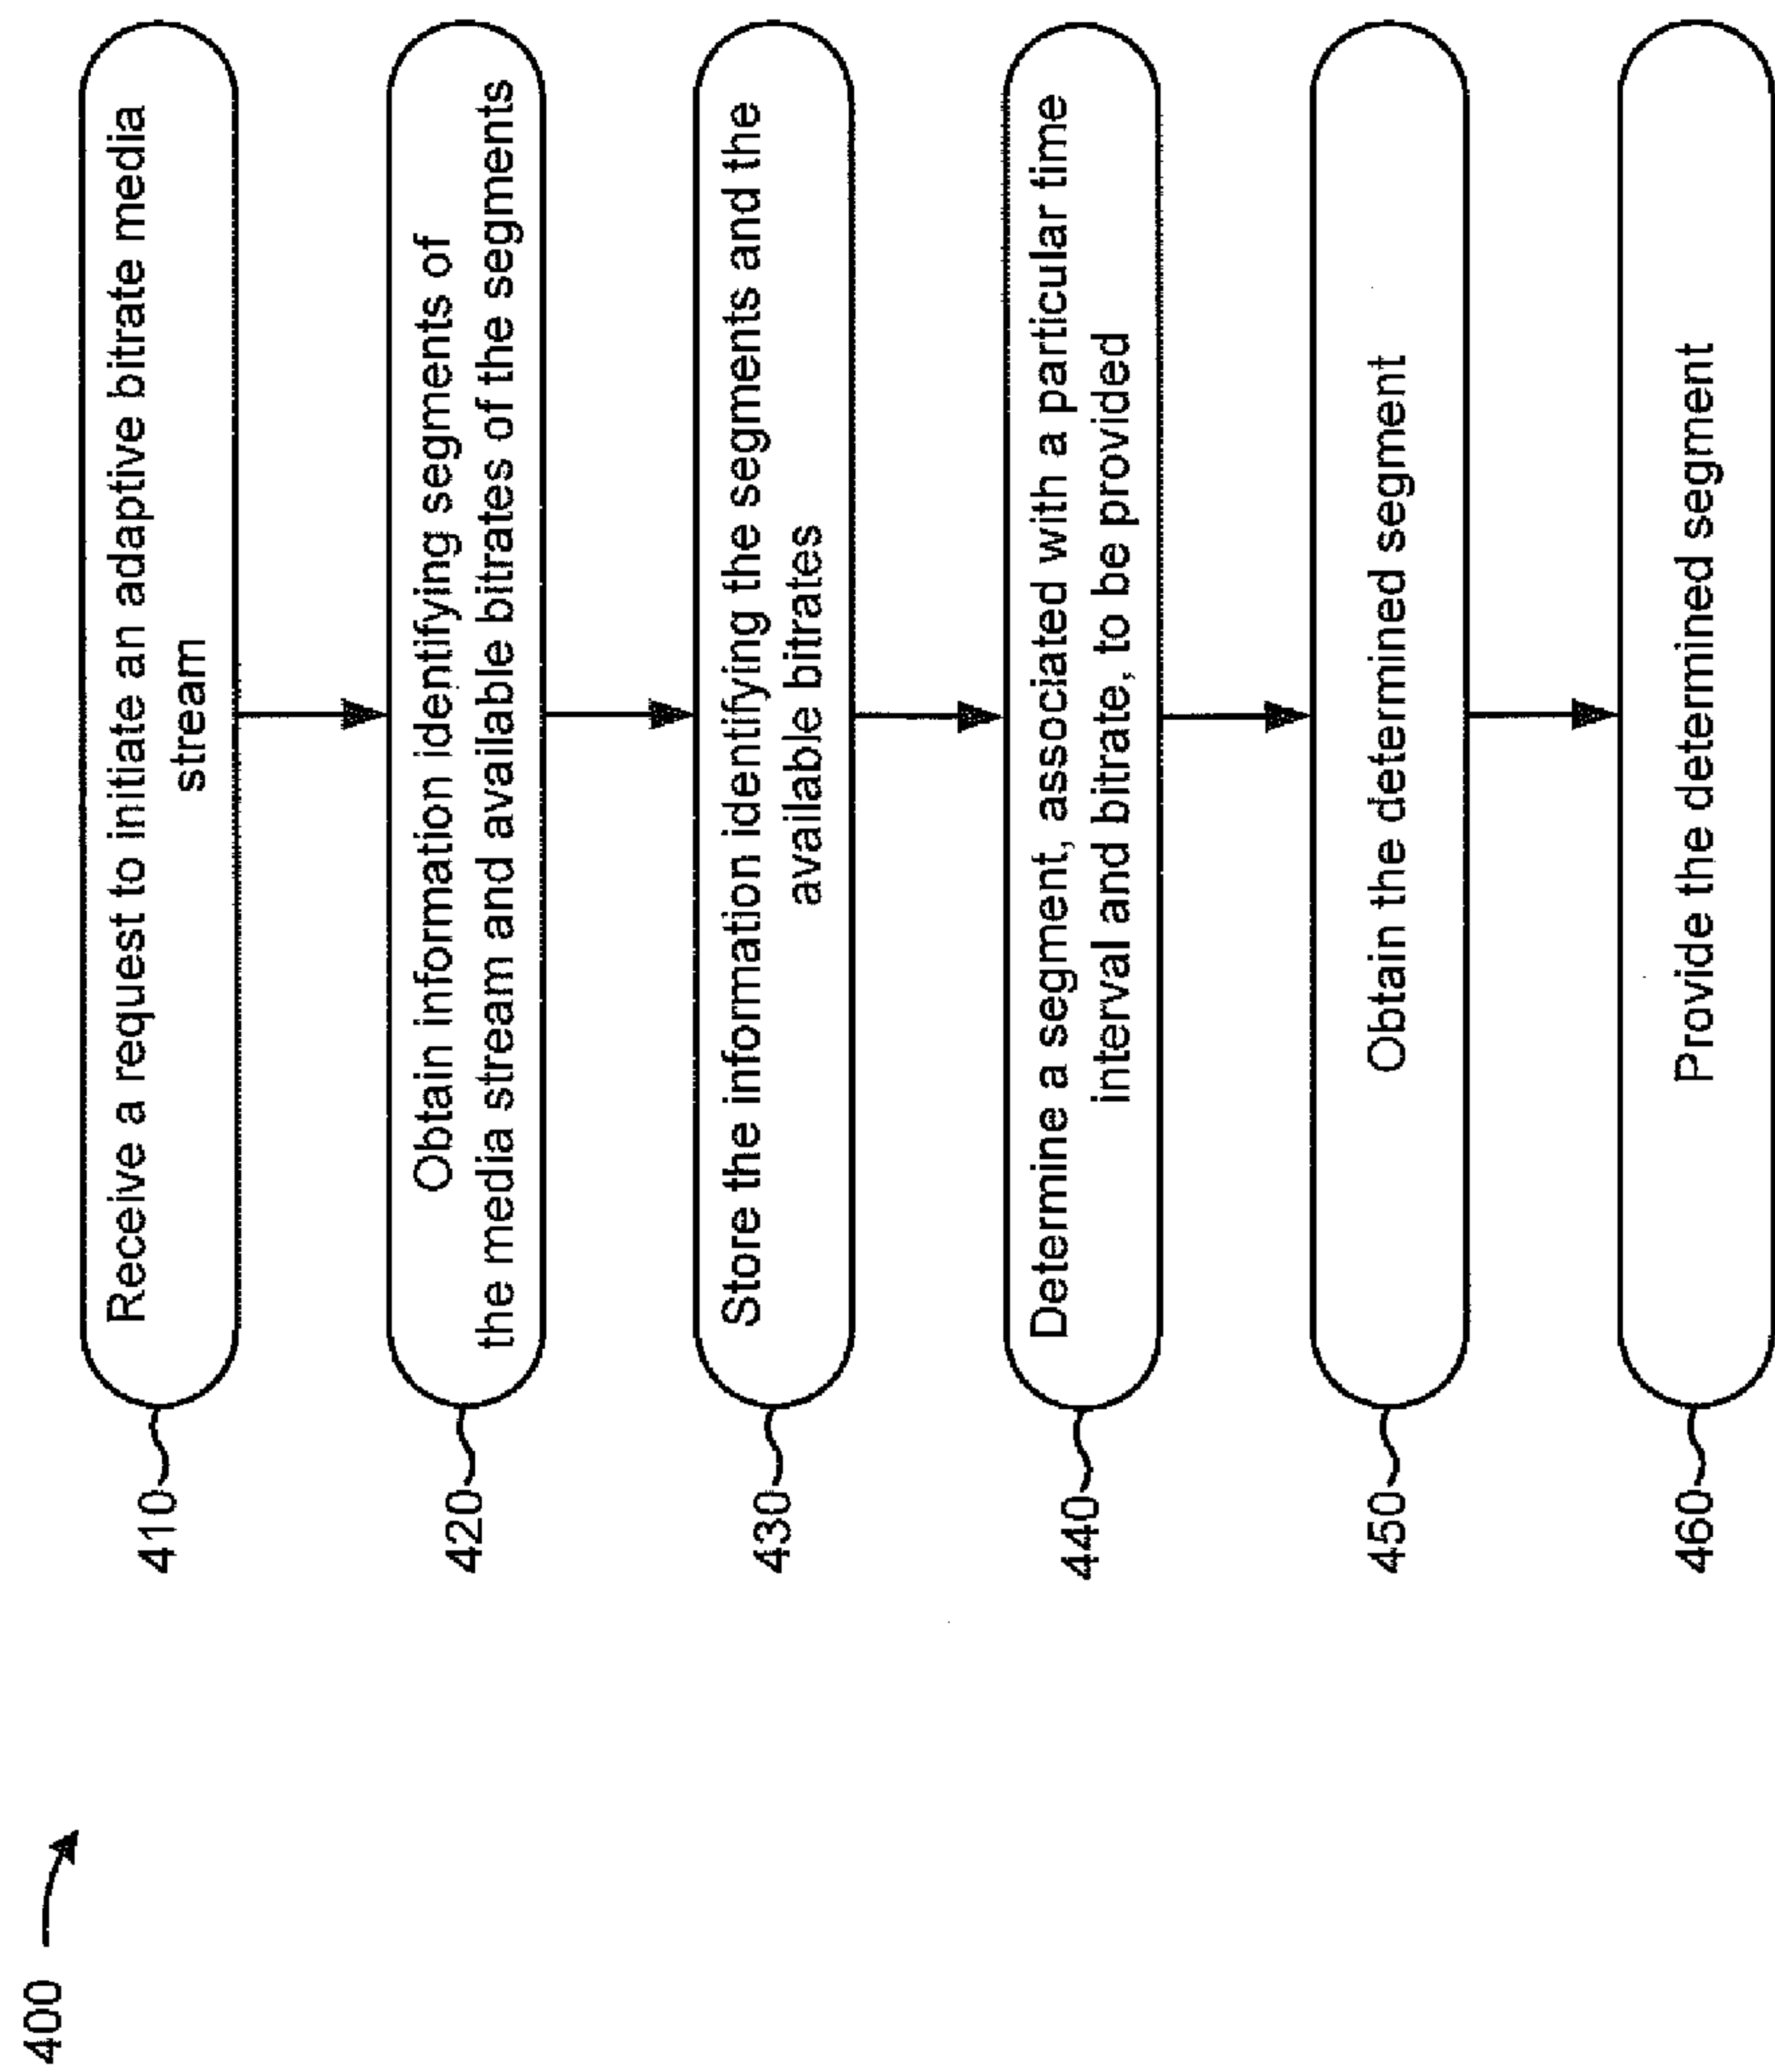 400
410
Receive a request to initiate an adaptive bitrate media
stream
420
Obtain information identifying segments of
the media stream and available bitrates of the segments
430
Store the information identifying the segments and the
available bitrates
440
Determine a segment, associated with a particular time
interval and bitrate, to be provided
450
Obtain the determined segment
460
Provide the determined segment